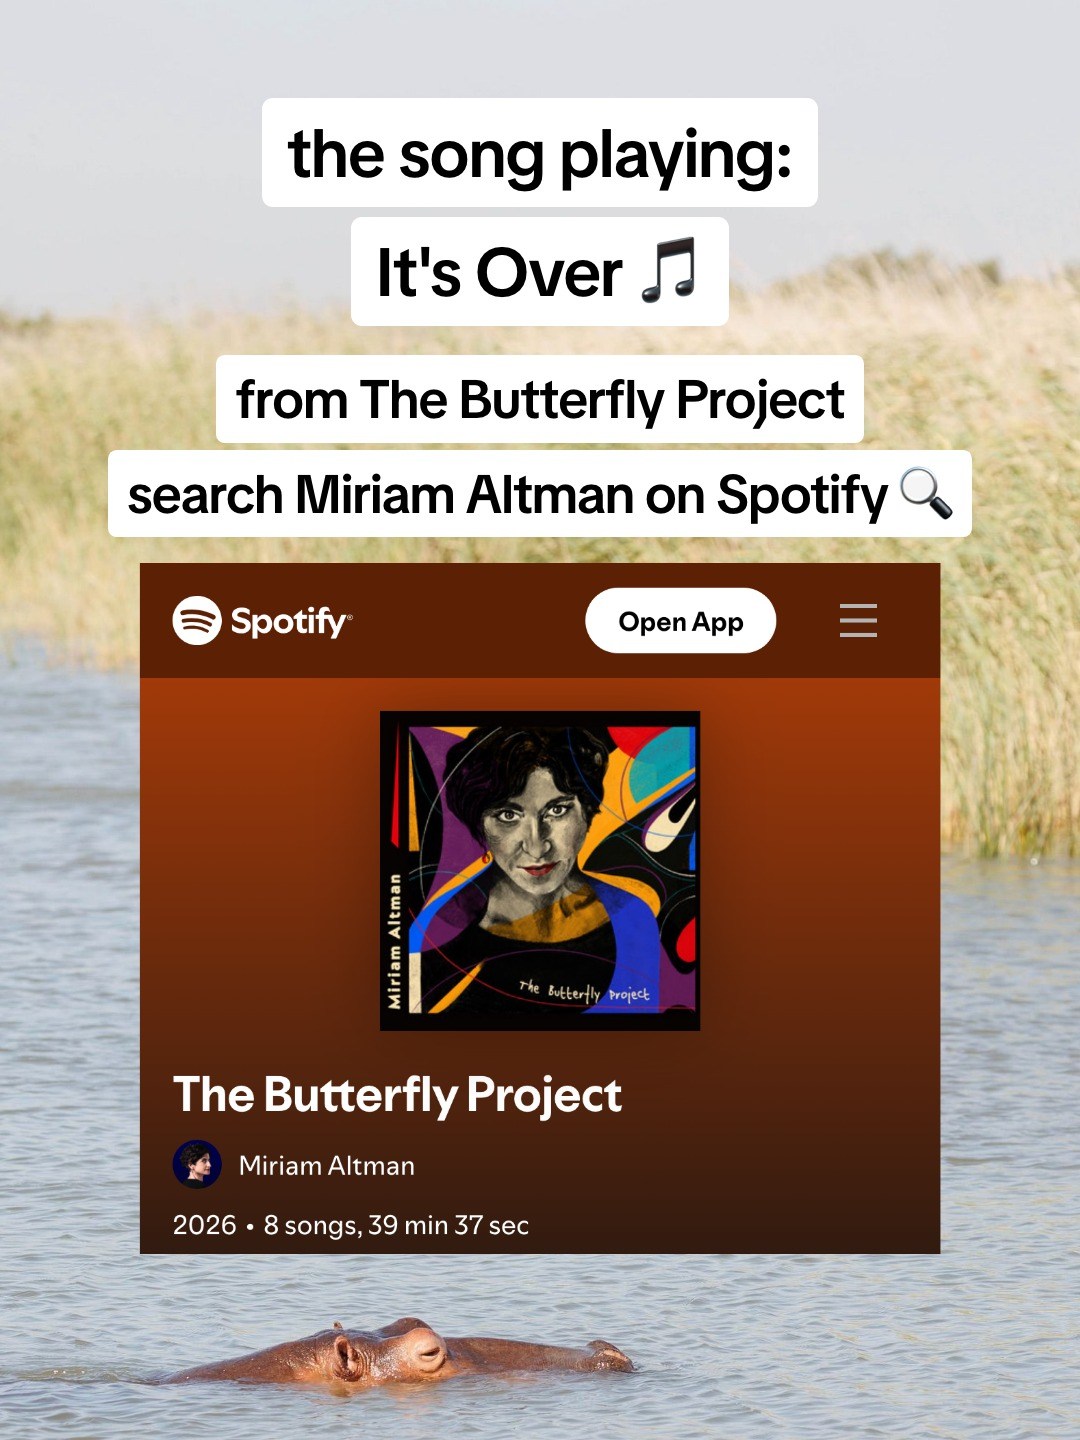 the song playing:
It's Over 🎵
from The Butterfly Project
search Miriam Altman on Spotify 🔍
Spotify®
Open App
Miriam Altman
The Butterfly Project
The Butterfly Project
Miriam Altman
2026 • 8 songs, 39 min 37 sec